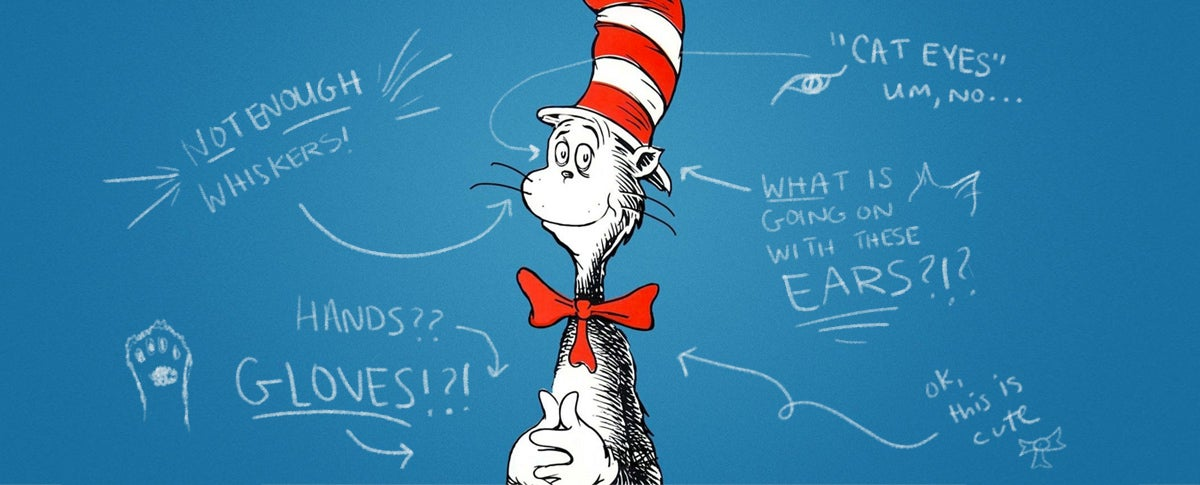 NOT ENOUGH
WHISKERS!
"CAT EYES"
UM, NO...
WHAT IS
GOING ON
WITH THESE
EARS?!?
HANDS??
GLOVES!?!
OK,
this is
cute